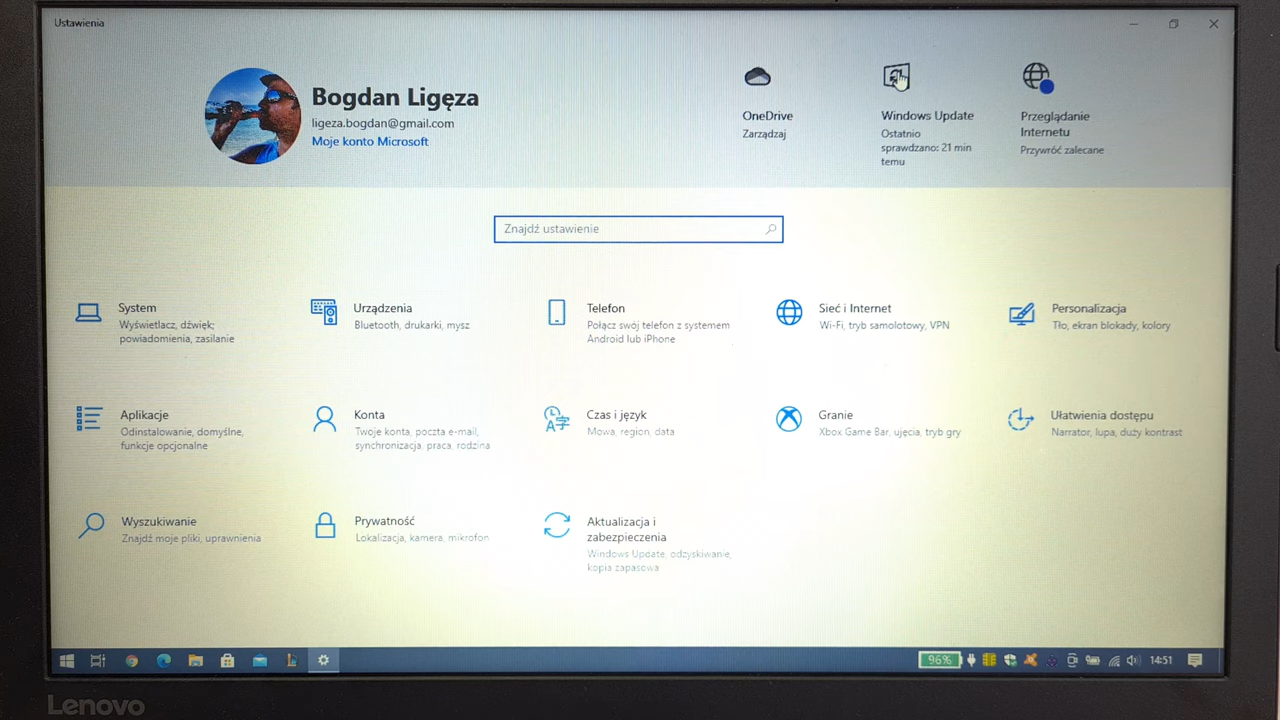 Ustawienia
Bogdan Ligęza
ligeza.bogdan@gmail.com
Moje konto Microsoft
OneDrive
Zarządzaj
Windows Update
Ostatnio
sprawdzano: 21 min
temu
Przeglądanie
Internetu
Przywróć zalecane
Znajdź ustawienie
System
Wyświetlacz, dźwięk;
powiadomienia, zasilanie
Urządzenia
Bluetooth, drukarki, mysz
Telefon
Połącz swój telefon z systemem
Android lub iPhone
Sieć i Internet
Wi-Fi, tryb samolotowy, VPN
Personalizacja
Tło, ekran blokady, kolory
Aplikacje
Odinstalowanie, domyślne,
funkcje opcjonalne
Konta
Twoje konta, poczta e-mail,
synchronizacja, praca, rodzina
Czas i język
Mowa, region, data
Granie
Xbox Game Bar, ujęcia, tryb gry
Ułatwienia dostępu
Narrator, lupa, duży kontrast
Wyszukiwanie
Znajdź moje pliki, uprawnienia
Prywatność
Lokalizacja, kamera, mikrofon
Aktualizacja i
zabezpieczenia
Windows Update, odzyskiwanie,
kopia zapasowa
96%
14:51
Lenovo